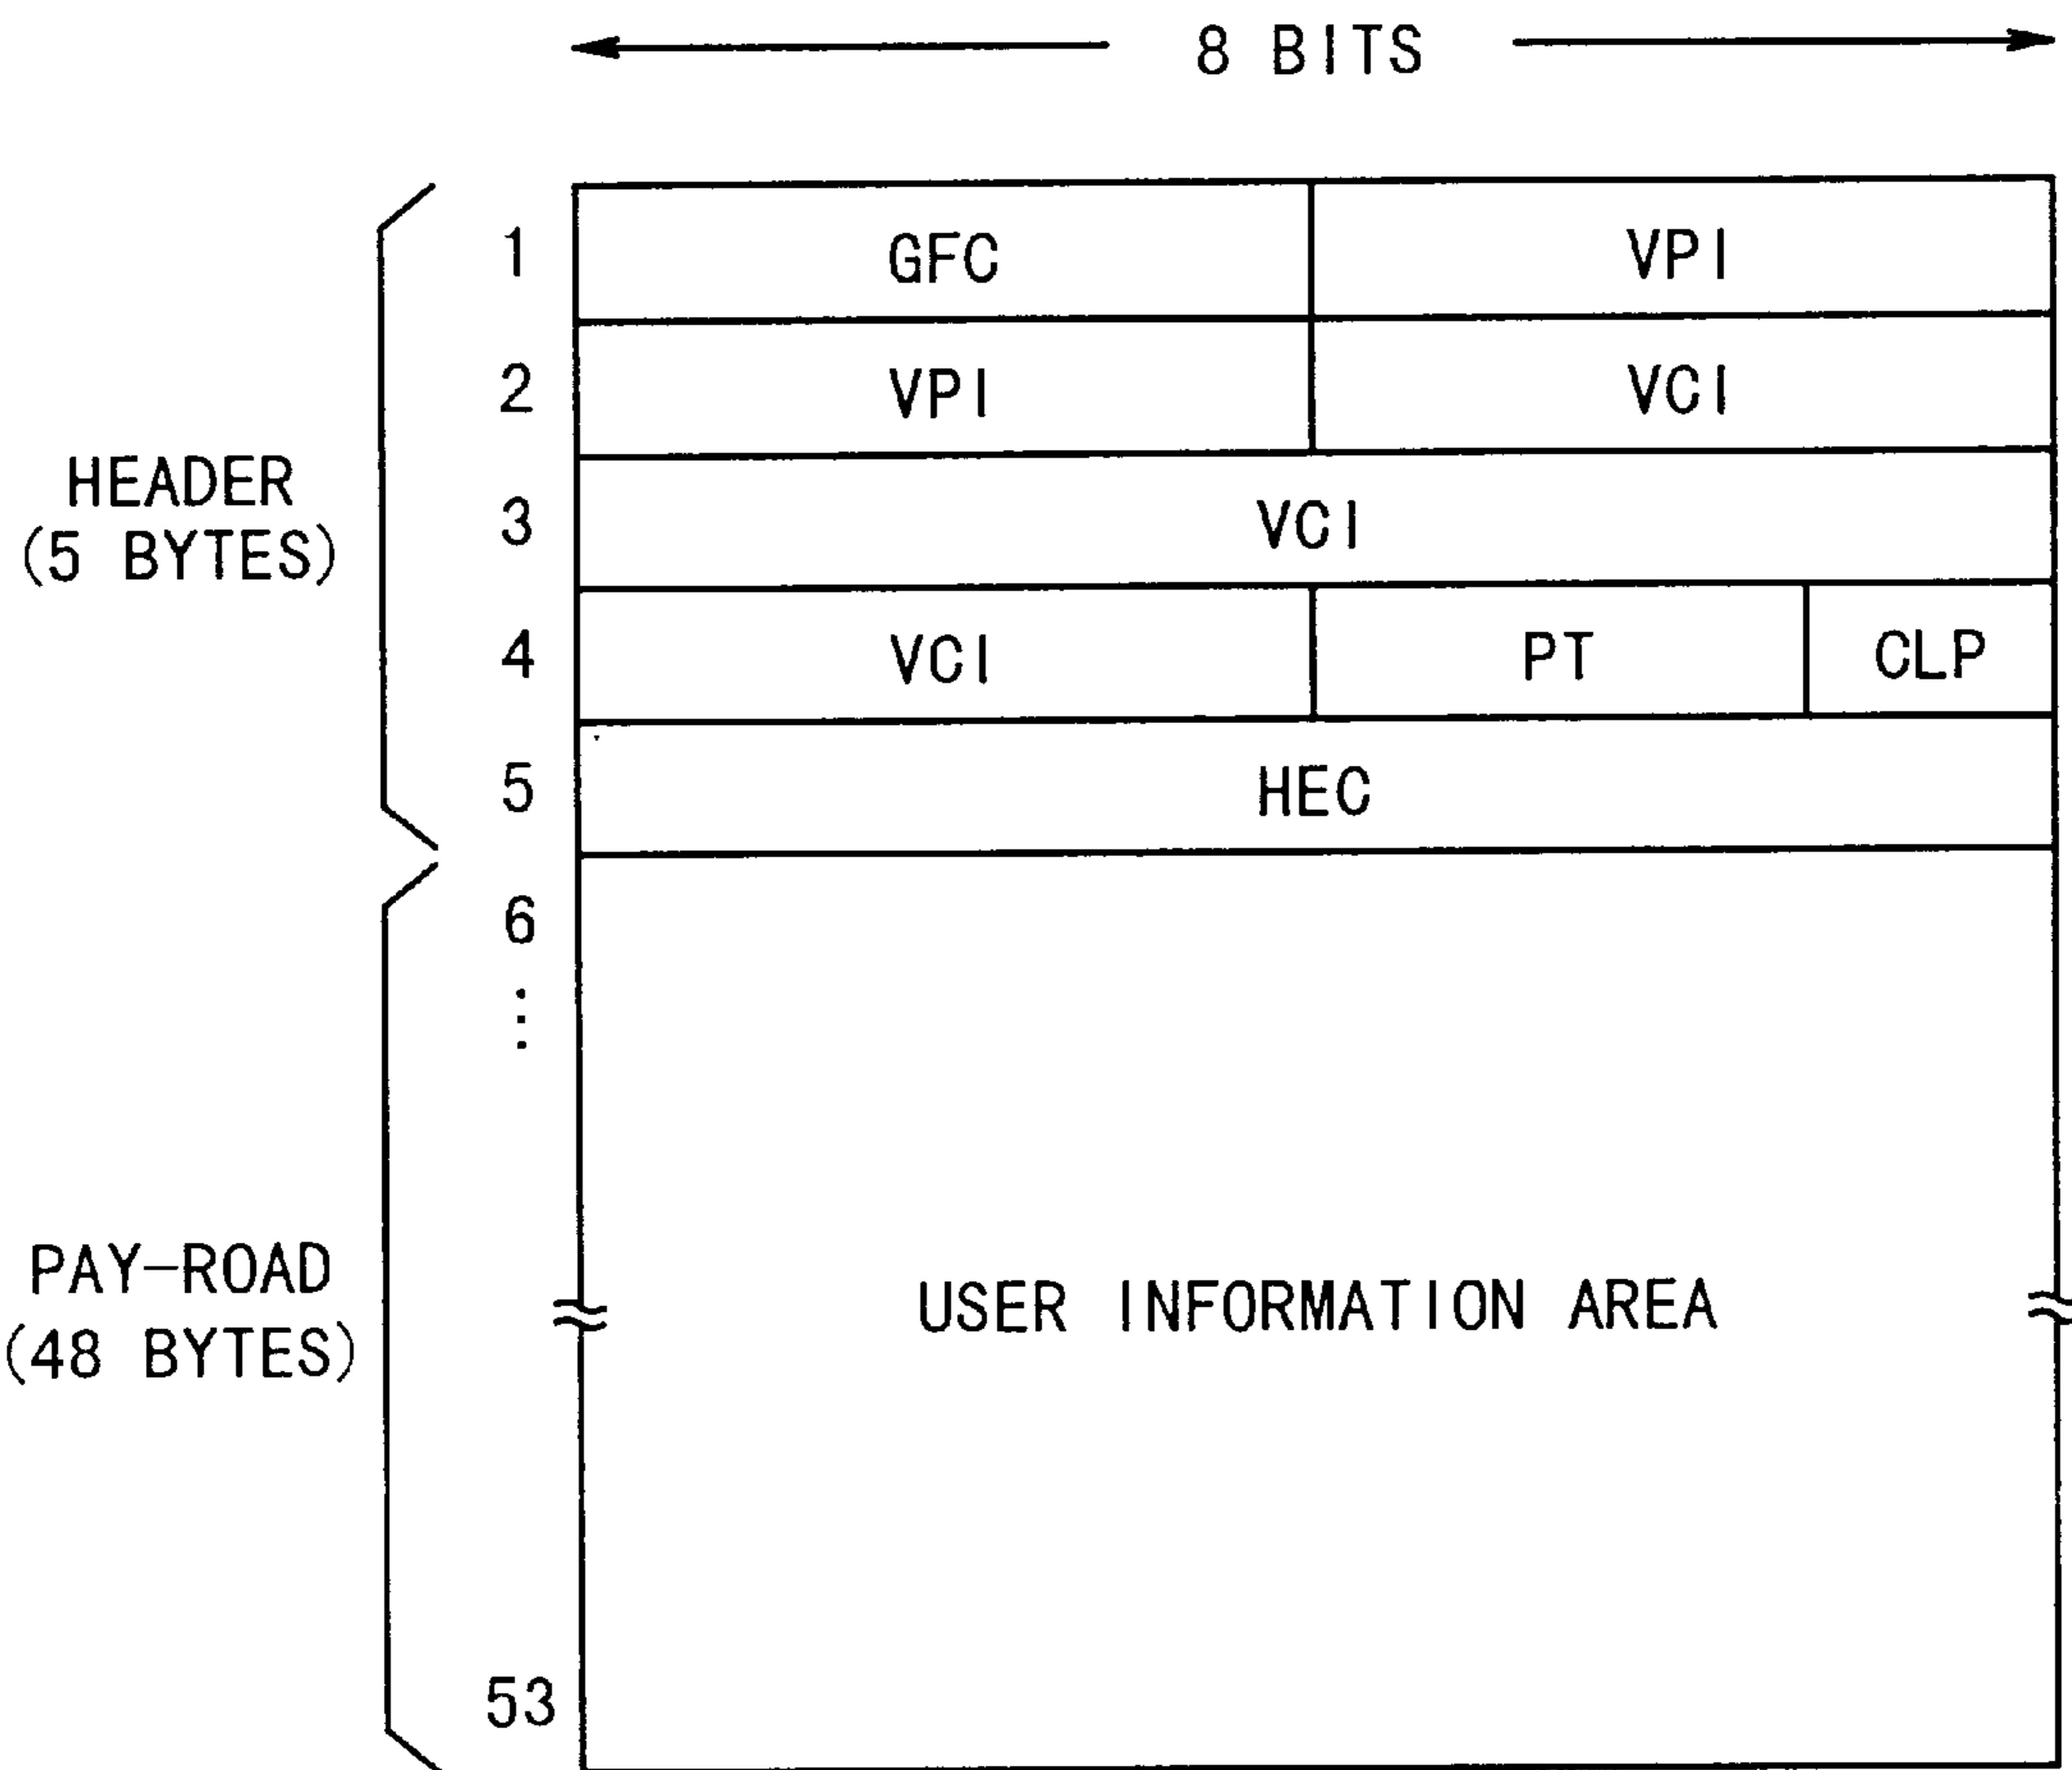 8 BITS
1 GFC VPI
2 VPI VCI
HEADER
(5 BYTES)
3 VCI
4 VCI PT CLP
5 HEC
6
⋮
PAY-ROAD
(48 BYTES)
USER INFORMATION AREA
53